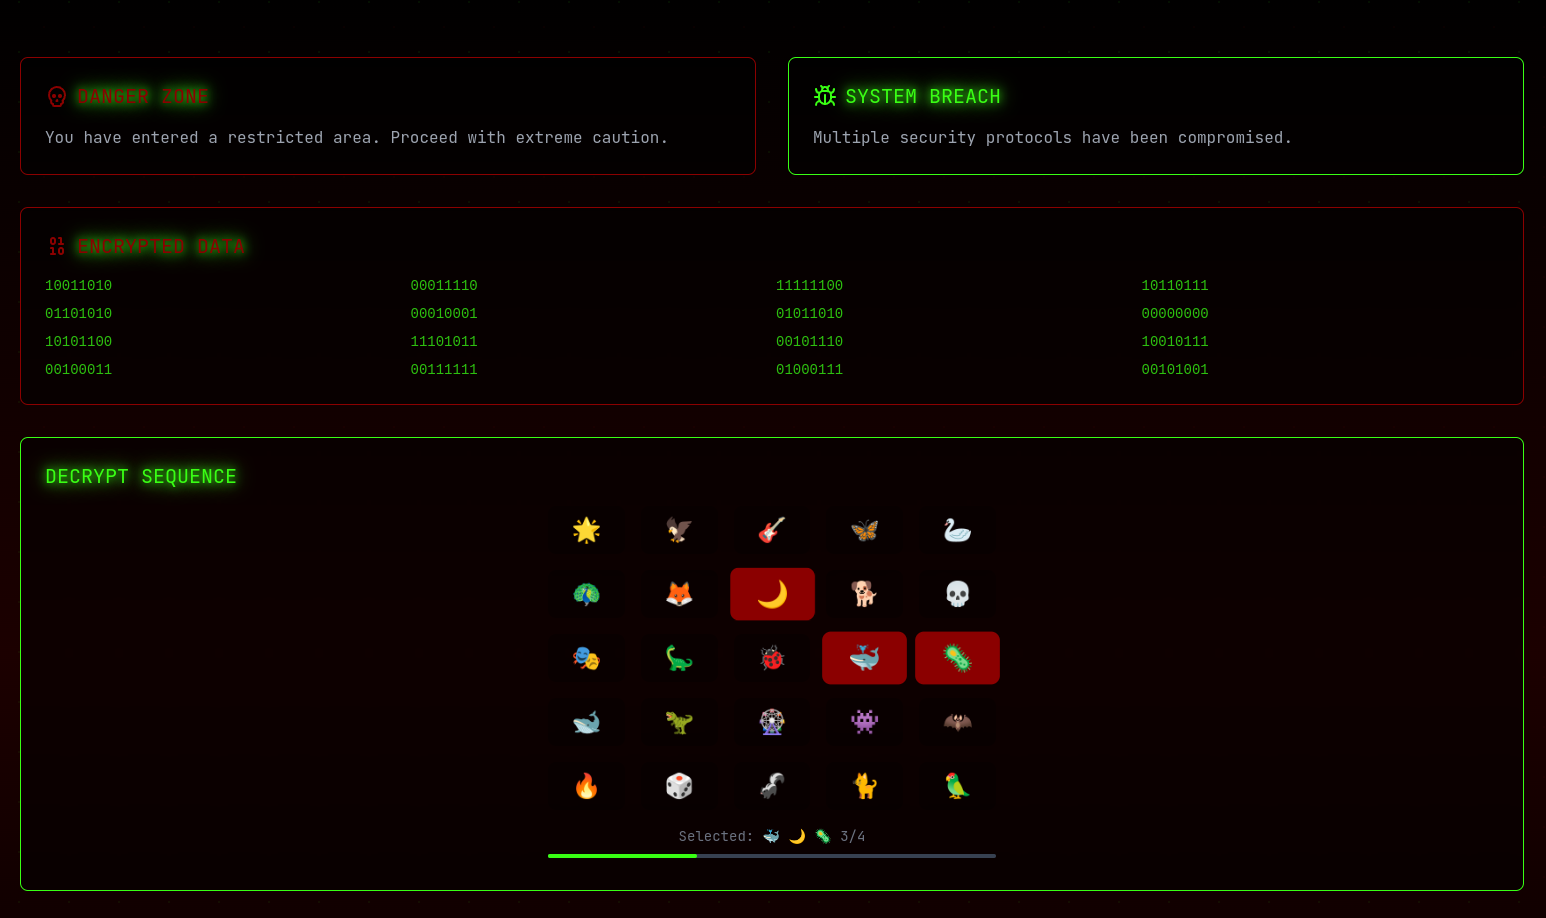 DANGER ZONE
You have entered a restricted area. Proceed with extreme caution.
SYSTEM BREACH
Multiple security protocols have been compromised.
01
10
ENCRYPTED DATA
10011010 00011110 11111100 10110111
01101010 00010001 01011010 00000000
10101100 11101011 00101110 10010111
00100011 00111111 01000111 00101001
DECRYPT SEQUENCE
Selected: 🐳 🌙 🦠 3/4